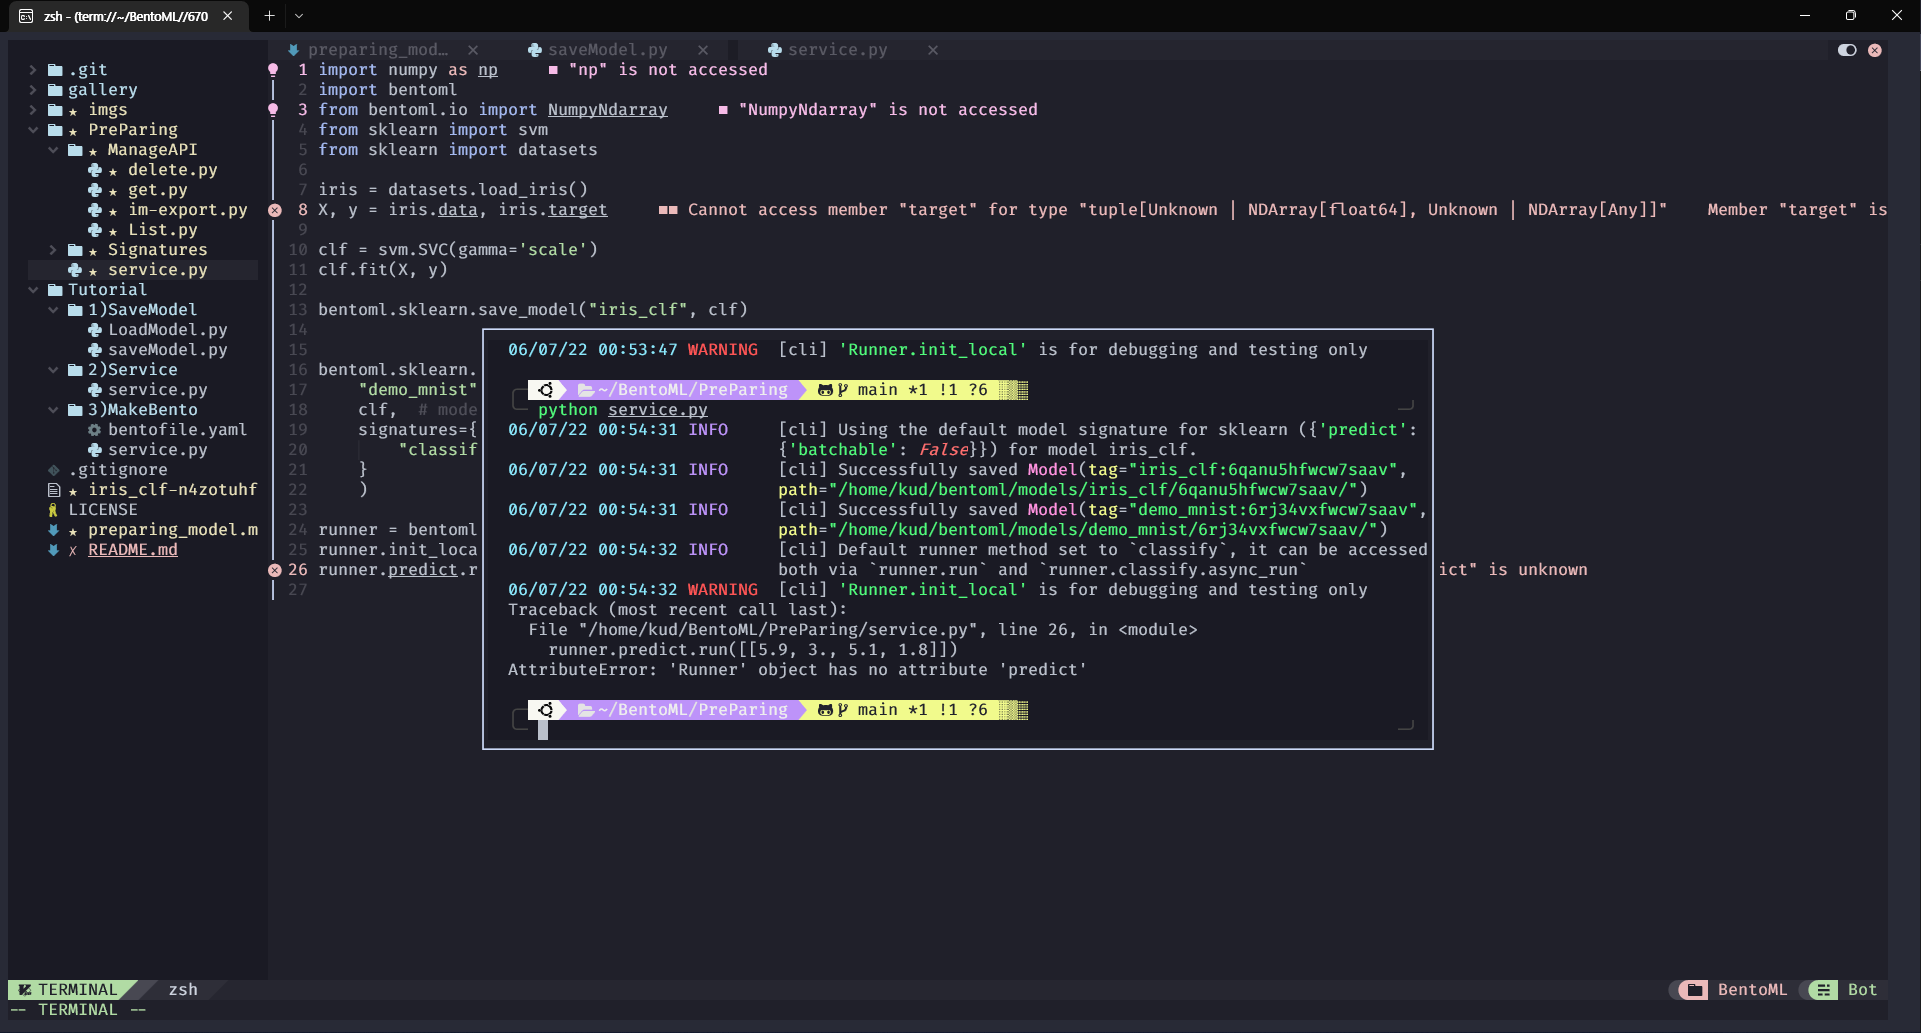 zsh - (term://~/BentoML//670
preparing_mod…
saveModel.py
service.py
.git
gallery
imgs
PreParing
ManageAPI
delete.py
get.py
im-export.py
List.py
Signatures
service.py
Tutorial
1)SaveModel
LoadModel.py
saveModel.py
2)Service
service.py
3)MakeBento
bentofile.yaml
service.py
.gitignore
iris_clf-n4zotuhf
LICENSE
preparing_model.m
README.md
1 import numpy as np ■ "np" is not accessed
2 import bentoml
3 from bentoml.io import NumpyNdarray ■ "NumpyNdarray" is not accessed
4 from sklearn import svm
5 from sklearn import datasets
6
7 iris = datasets.load_iris()
8 X, y = iris.data, iris.target ■■ Cannot access member "target" for type "tuple[Unknown | NDArray[float64], Unknown | NDArray[Any]]" Member "target" is
9
10 clf = svm.SVC(gamma='scale')
11 clf.fit(X, y)
12
13 bentoml.sklearn.save_model("iris_clf", clf)
14
15
16 bentoml.sklearn.
17 "demo_mnist"
18 clf, # mode
19 signatures={
20 "classif
21 }
22 )
23
24 runner = bentoml
25 runner.init_loca
26 runner.predict.r
ict" is unknown
27
06/07/22 00:53:47 WARNING [cli] 'Runner.init_local' is for debugging and testing only
~/BentoML/PreParing main *1 !1 ?6
python service.py
06/07/22 00:54:31 INFO [cli] Using the default model signature for sklearn ({'predict':
{'batchable': False}}) for model iris_clf.
06/07/22 00:54:31 INFO [cli] Successfully saved Model(tag="iris_clf:6qanu5hfwcw7saav",
path="/home/kud/bentoml/models/iris_clf/6qanu5hfwcw7saav/")
06/07/22 00:54:31 INFO [cli] Successfully saved Model(tag="demo_mnist:6rj34vxfwcw7saav",
path="/home/kud/bentoml/models/demo_mnist/6rj34vxfwcw7saav/")
06/07/22 00:54:32 INFO [cli] Default runner method set to `classify`, it can be accessed
both via `runner.run` and `runner.classify.async_run`
06/07/22 00:54:32 WARNING [cli] 'Runner.init_local' is for debugging and testing only
Traceback (most recent call last):
File "/home/kud/BentoML/PreParing/service.py", line 26, in <module>
runner.predict.run([[5.9, 3., 5.1, 1.8]])
AttributeError: 'Runner' object has no attribute 'predict'
~/BentoML/PreParing main *1 !1 ?6
TERMINAL zsh
BentoML Bot
-- TERMINAL --